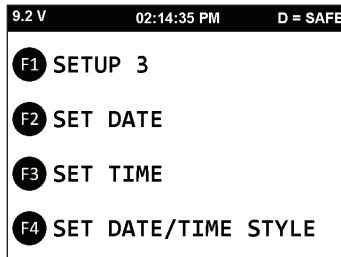 9.2 V 02:14:35 PM D = SAFE
F1 SETUP 3
F2 SET DATE
F3 SET TIME
F4 SET DATE/TIME STYLE